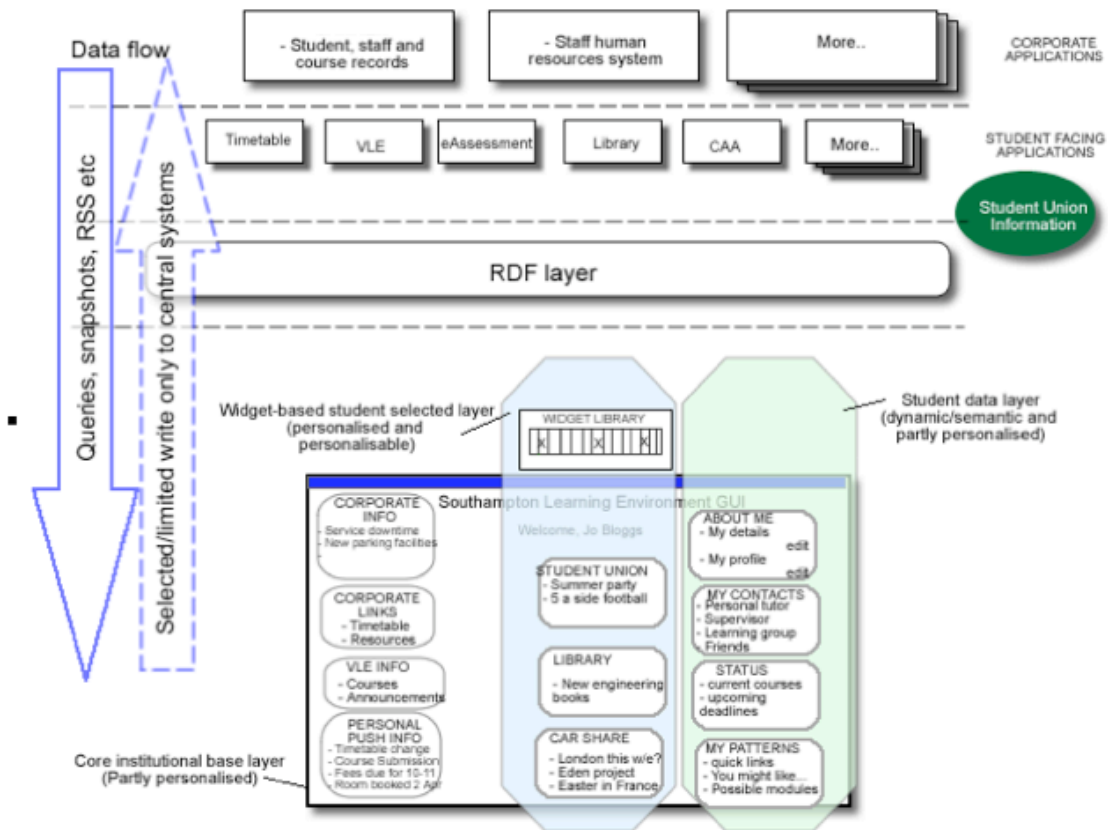 Data flow
Queries, snapshots, RSS etc
Selected/limited write only to central systems
- Student, staff and
course records
- Staff human
resources system
More..
CORPORATE
APPLICATIONS
Timetable
VLE
eAssessment
Library
CAA
More..
STUDENT FACING
APPLICATIONS
Student Union
Information
RDF layer
Widget-based student selected layer
(personalised and
personalisable)
WIDGET LIBRARY
X X X
Student data layer
(dynamic/semantic and
partly personalised)
Southampton Learning Environment GUI
Welcome, Jo Bloggs
CORPORATE
INFO
- Service downtime
- New parking facilities
-
CORPORATE
LINKS
- Timetable
- Resources
VLE INFO
- Courses
- Announcements
PERSONAL
PUSH INFO
- Timetable change
- Course Submission
- Fees due for 10-11
- Room booked 2 Apr
STUDENT UNION
- Summer party
- 5 a side football
LIBRARY
- New engineering
books
CAR SHARE
- London this w/e?
- Eden project
- Easter in France
ABOUT ME
- My details
edit
- My profile
edit
MY CONTACTS
- Personal tutor
- Supervisor
- Learning group
- Friends
STATUS
- current courses
- upcoming
deadlines
MY PATTERNS
- quick links
- You might like...
- Possible modules
Core institutional base layer
(Partly personalised)